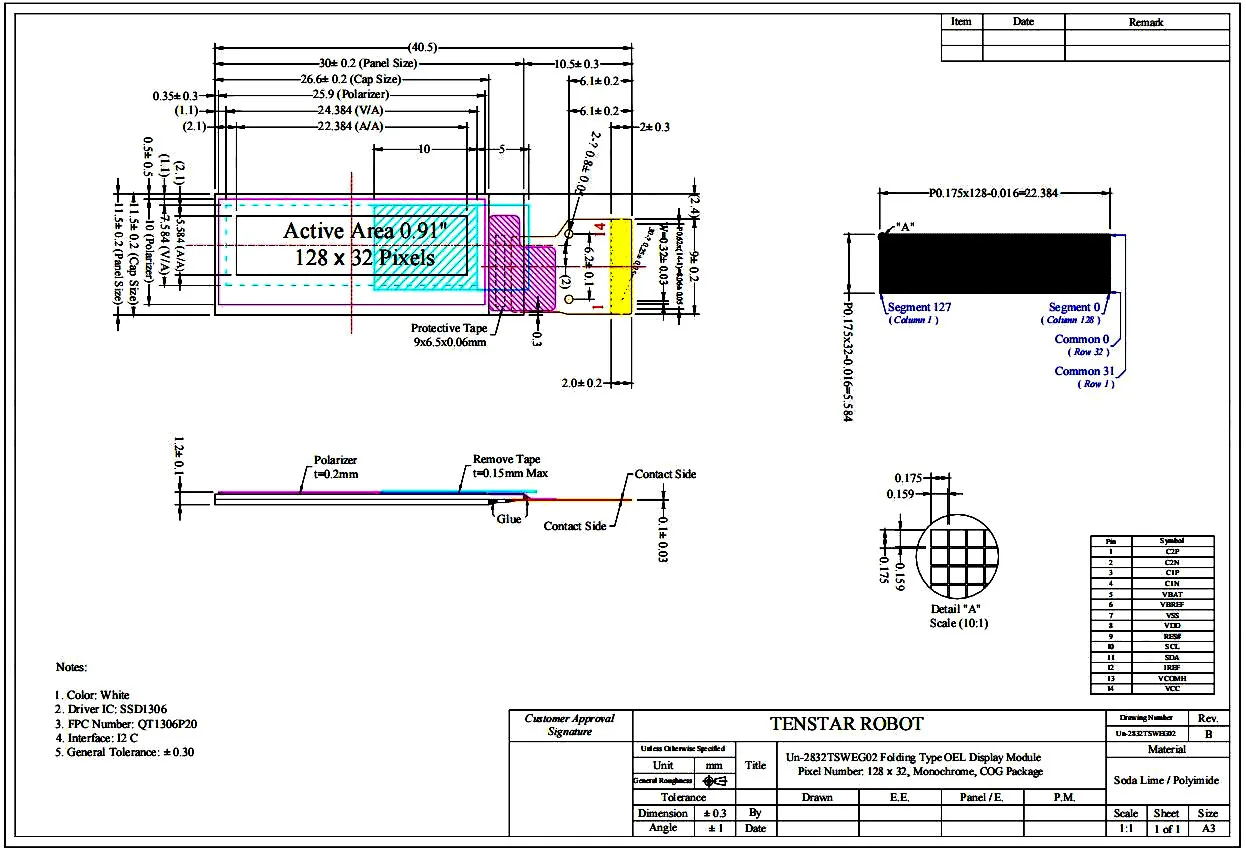 Item Date Remark
(40.5)
30± 0.2 (Panel Size)
10.5± 0.3
26.6± 0.2 (Cap Size)
6.1± 0.2
0.35± 0.3
25.9 (Polarizer)
(1.1)
24.384 (V/A)
6.1± 0.2
(2.1)
22.384 (A/A)
2± 0.3
10
5
0.5± 0.5
(1.1)
(2.1)
(2.4)
11.5± 0.2 (Panel Size)
11.5± 0.2 (Cap Size)
10 (Polarizer)
7.584 (V/A)
5.584 (A/A)
Active Area 0.91"
128 x 32 Pixels
14
1
6.2± 0.1
(2)
W=0.32± 0.03
9± 0.2
Protective Tape
9x6.5x0.06mm
0.3
2.0± 0.2
P0.175x128-0.016=22.384
"A"
P0.175x32-0.016=5.584
Segment 127
( Column 1 )
Segment 0
( Column 128 )
Common 0
( Row 32 )
Common 31
( Row 1 )
1.2± 0.1
Polarizer
t=0.2mm
Remove Tape
t=0.15mm Max
Contact Side
Glue
Contact Side
0.1± 0.03
0.175
0.159
0.175
0.159
Detail "A"
Scale (10:1)
Pin Symbol
1 C2P
2 C2N
3 C1P
4 C1N
5 VBAT
6 VBREF
7 VSS
8 VDD
9 RES#
10 SCL
11 SDA
12 IREF
13 VCOMH
14 VCC
Notes:
1. Color: White
2. Driver IC: SSD1306
3. FPC Number: QT1306P20
4. Interface: I2 C
5. General Tolerance: ± 0.30
Customer Approval
Signature
TENSTAR ROBOT
Drawing Number Rev.
Un-2832TSWEG02 B
Unless Otherwise Specified
Unit mm
General Roughness
Title
Un-2832TSWEG02 Folding Type OEL Display Module
Pixel Number: 128 x 32, Monochrome, COG Package
Material
Soda Lime / Polyimide
Tolerance
Drawn E.E. Panel / E. P.M.
Dimension ± 0.3 By
Angle ± 1 Date
Scale Sheet Size
1:1 1 of 1 A3